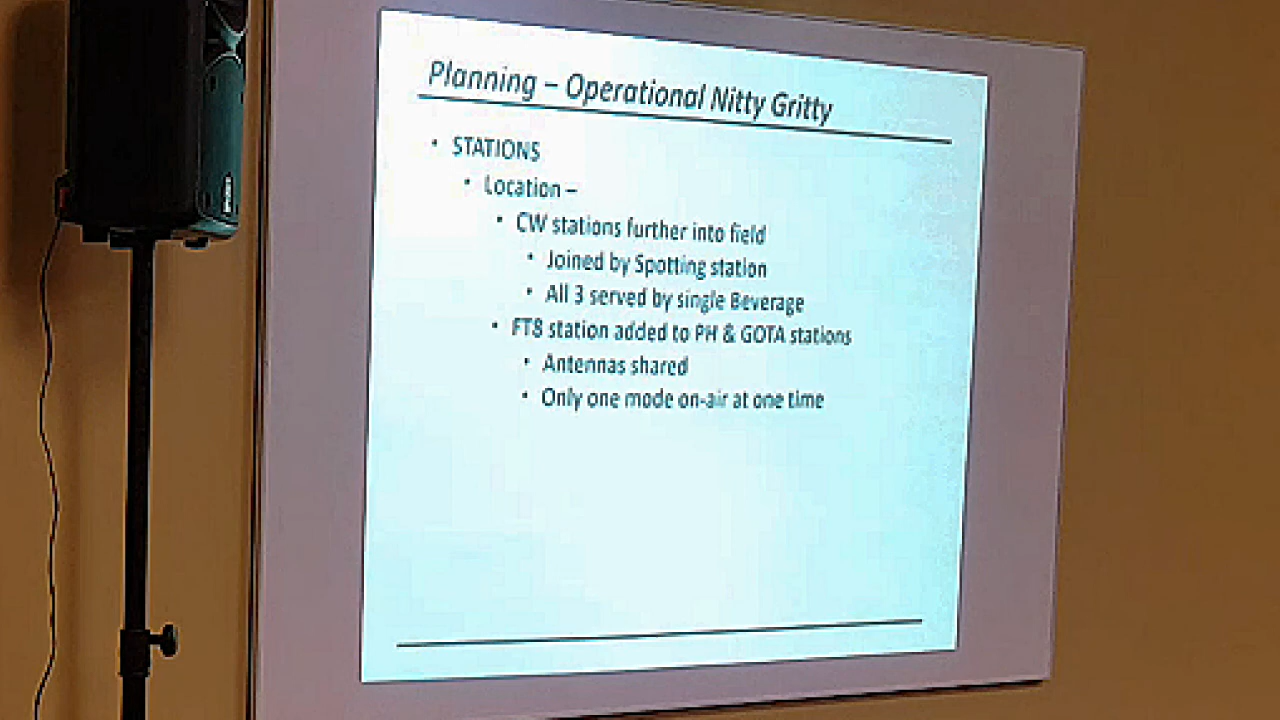 Planning – Operational Nitty Gritty
• STATIONS
• Location –
• CW stations further into field
• Joined by Spotting station
• All 3 served by single Beverage
• FT8 station added to PH & GOTA stations
• Antennas shared
• Only one mode on-air at one time